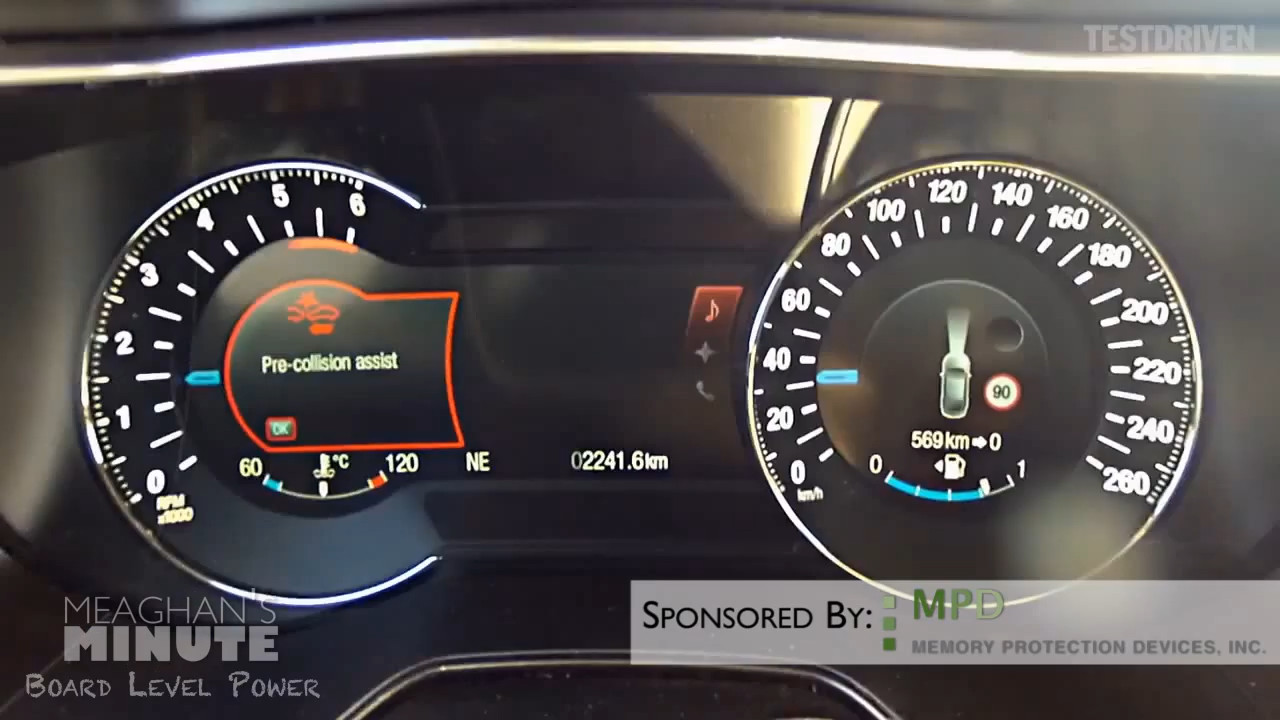 TESTDRIVEN
0
1
2
3
4
5
6
RPM
x1000
Pre-collision assist
OK
60
°C
120
NE
02241.6km
0
20
40
60
80
100
120
140
160
180
200
220
240
260
km/h
90
569km➡0
0
1
MEAGHAN'S
MINUTE
BOARD LEVEL POWER
SPONSORED BY:
MPD
MEMORY PROTECTION DEVICES, INC.